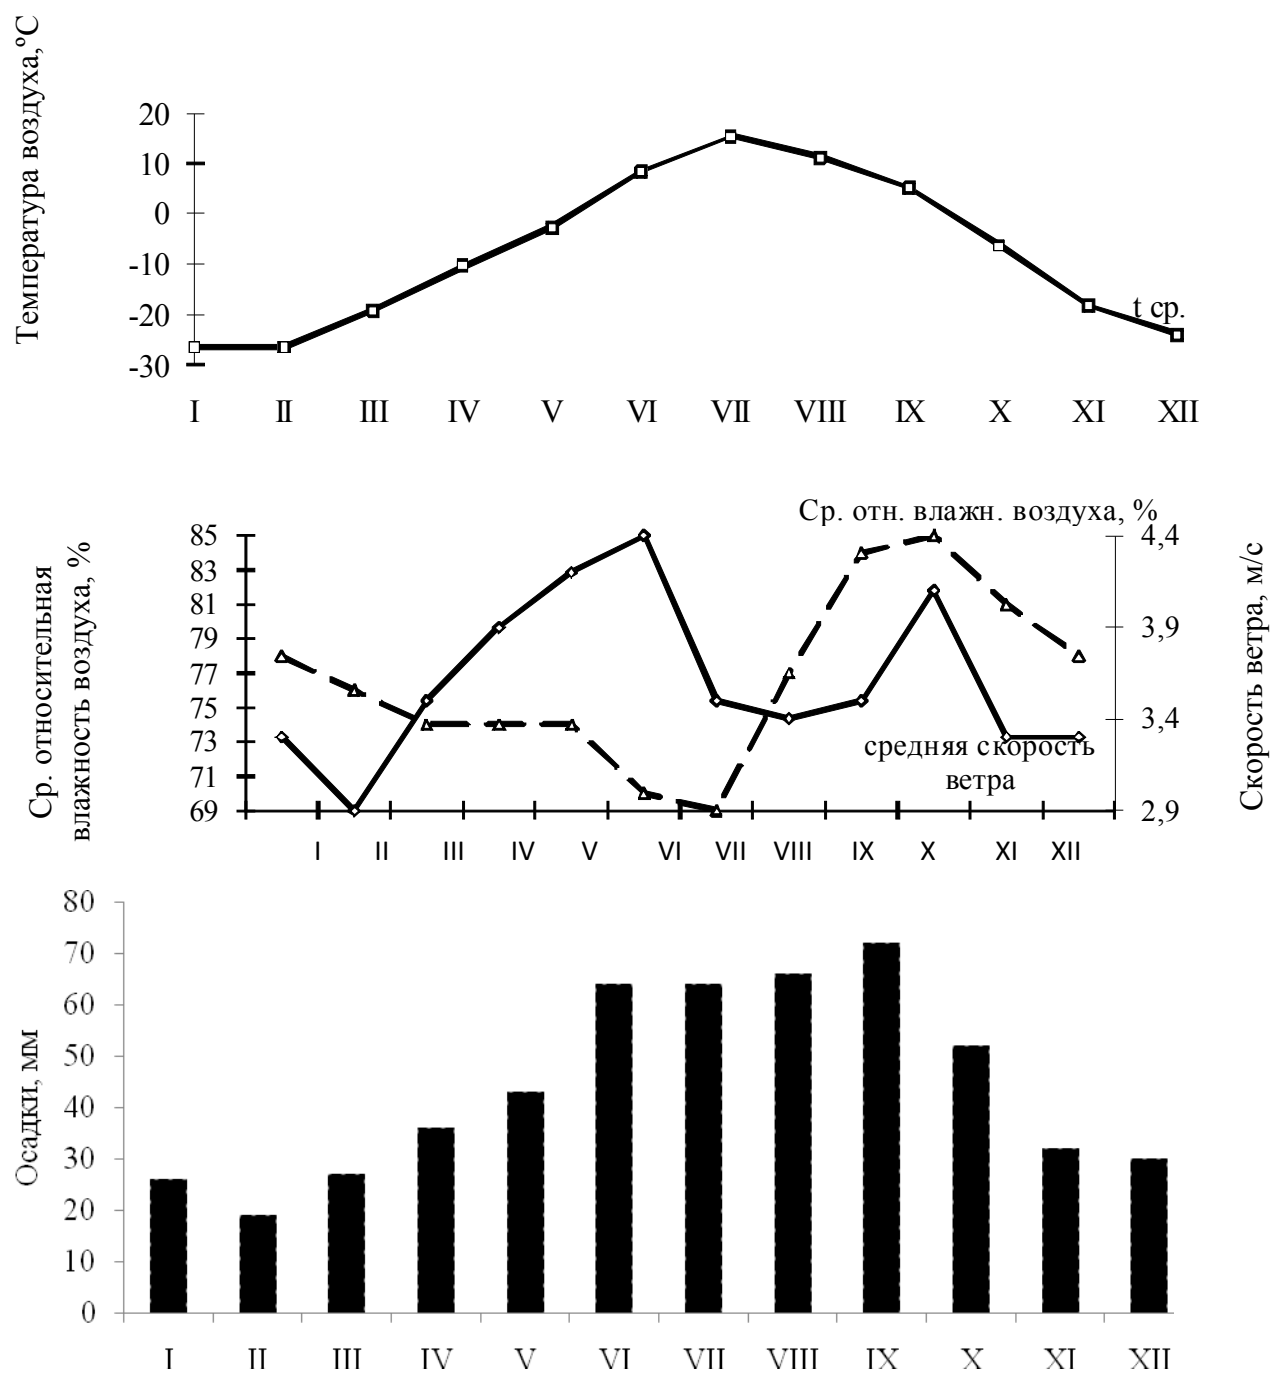 Температура воздуха,ºС
20
10
0
-10
-20
-30
t ср.
I II III IV V VI VII VIII IX X XI XII
Ср. относительная
влажность воздуха, %
85
83
81
79
77
75
73
71
69
Ср. отн. влажн. воздуха, %
средняя скорость
ветра
4,4
3,9
3,4
2,9
Скорость ветра, м/с
I II III IV V VI VII VIII IX X XI XII
Осадки, мм
80
70
60
50
40
30
20
10
0
I II III IV V VI VII VIII IX X XI XII